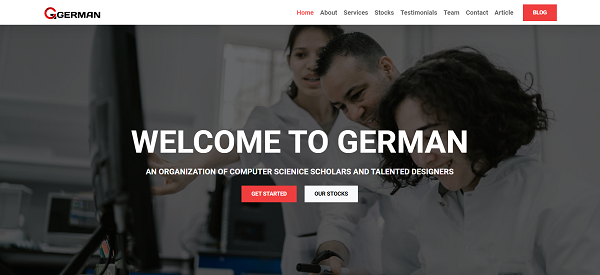 GGERMAN
Home About Services Stocks Testimonials Team Contact Article BLOG
WELCOME TO GERMAN
AN ORGANIZATION OF COMPUTER SCIENICE SCHOLARS AND TALENTED DESIGNERS
GET STARTED OUR STOCKS